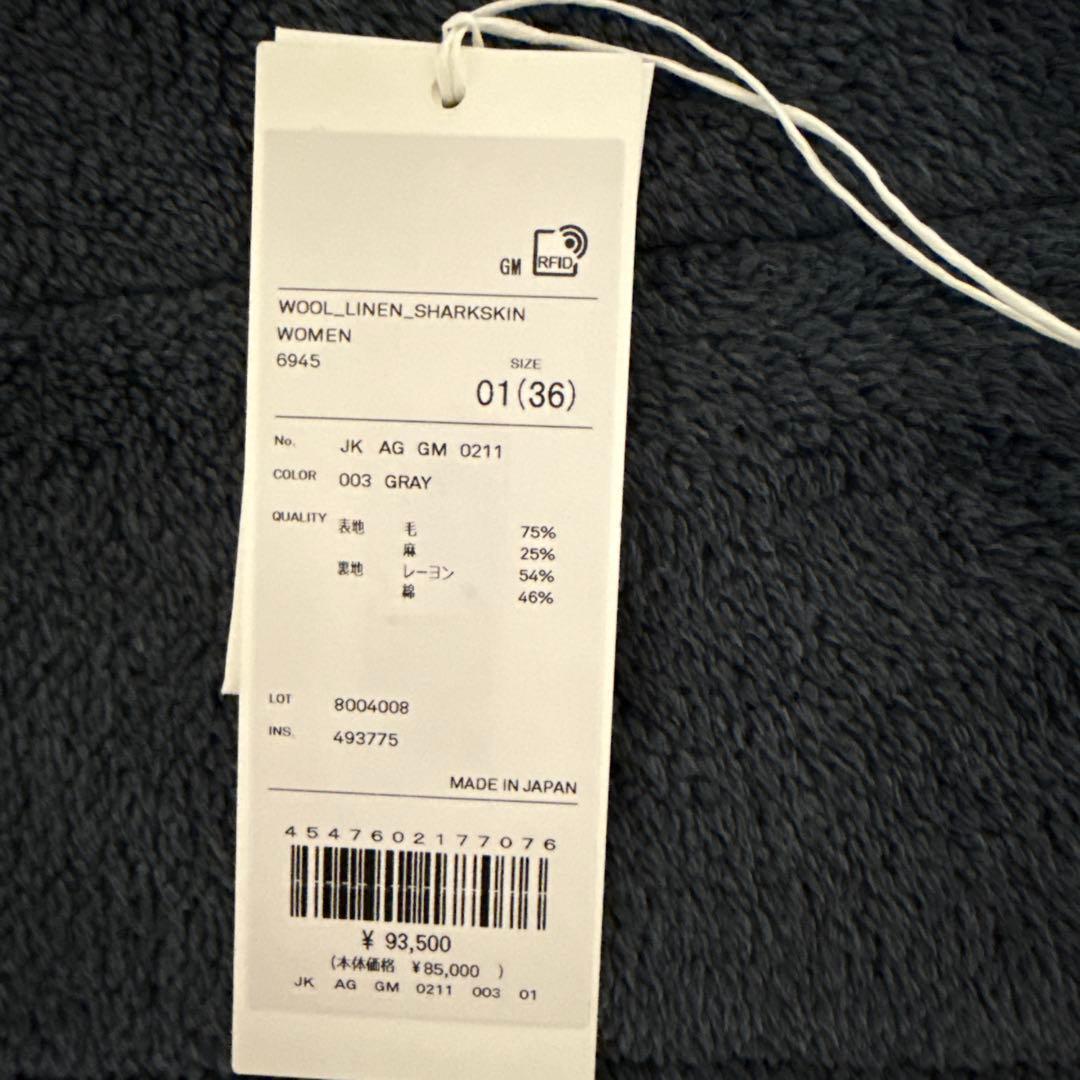 GM RFID
WOOL_LINEN_SHARKSKIN
WOMEN
6945
SIZE
01(36)
No. JK AG GM 0211
COLOR 003 GRAY
QUALITY 表地 毛 75%
麻 25%
裏地 レーヨン 54%
綿 46%
LOT 8004008
INS. 493775
MADE IN JAPAN
4547602177076
¥ 93,500
(本体価格 ¥85,000 )
JK AG GM 0211 003 01